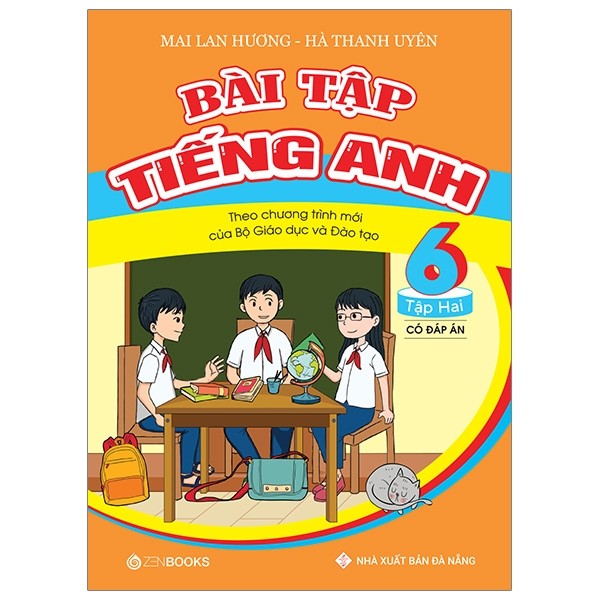 MAI LAN HƯƠNG - HÀ THANH UYÊN
BÀI TẬP
TIẾNG ANH
Theo chương trình mới
của Bộ Giáo dục và Đào tạo
6
Tập Hai
CÓ ĐÁP ÁN
ZENBOOKS
NHÀ XUẤT BẢN ĐÀ NẴNG